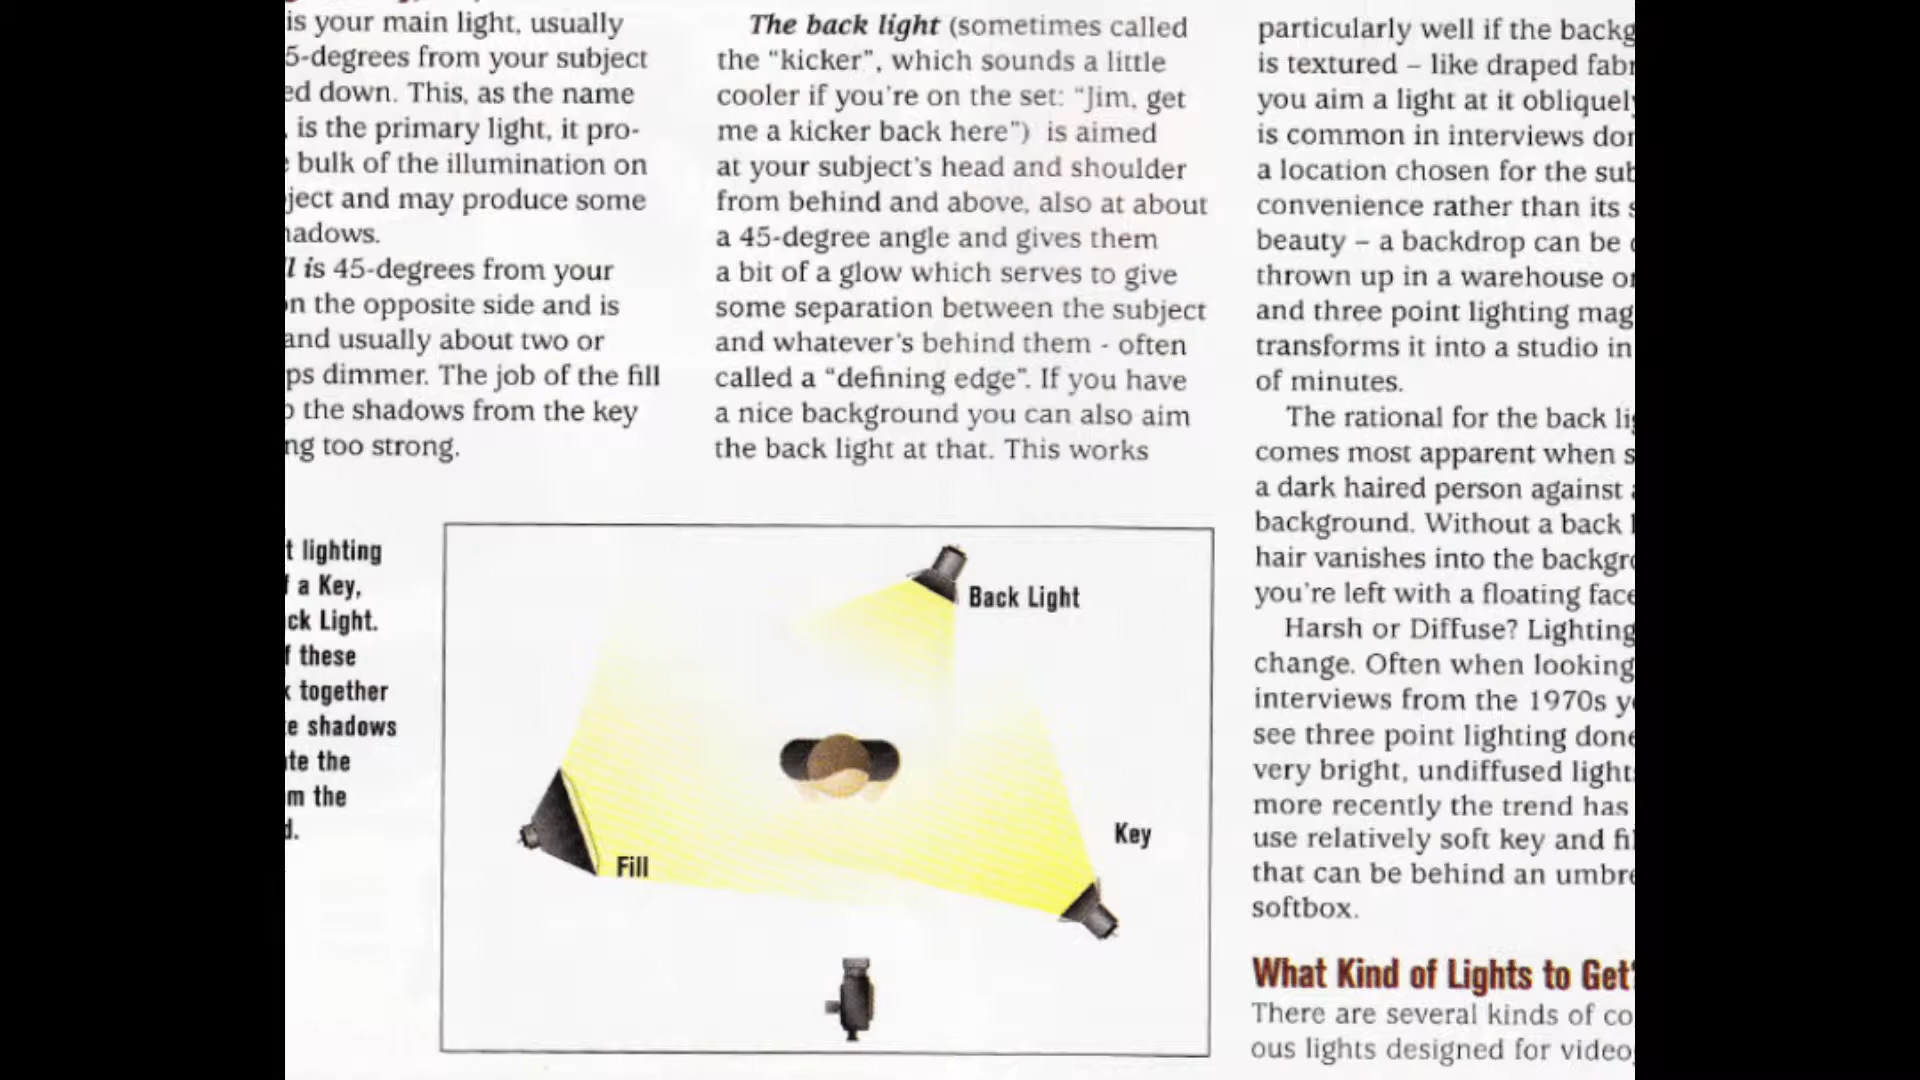 is your main light, usually
5-degrees from your subject
ed down. This, as the name
is the primary light, it pro-
bulk of the illumination on
ject and may produce some
hadows.
l is 45-degrees from your
on the opposite side and is
and usually about two or
ps dimmer. The job of the fill
the shadows from the key
ng too strong.
The back light (sometimes called
the “kicker”, which sounds a little
cooler if you’re on the set: “Jim, get
me a kicker back here”) is aimed
at your subject’s head and shoulder
from behind and above, also at about
a 45-degree angle and gives them
a bit of a glow which serves to give
some separation between the subject
and whatever’s behind them - often
called a “defining edge”. If you have
a nice background you can also aim
the back light at that. This works
t lighting
f a Key,
ck Light.
f these
k together
e shadows
ate the
m the
d.
Back Light
Key
Fill
particularly well if the backg
is textured – like draped fabr
you aim a light at it obliquely
is common in interviews don
a location chosen for the sub
convenience rather than its s
beauty – a backdrop can be
thrown up in a warehouse or
and three point lighting mag
transforms it into a studio in
of minutes.
The rational for the back li
comes most apparent when s
a dark haired person against
background. Without a back l
hair vanishes into the backgro
you’re left with a floating face
Harsh or Diffuse? Lighting
change. Often when looking
interviews from the 1970s y
see three point lighting done
very bright, undiffused light
more recently the trend has
use relatively soft key and fil
that can be behind an umbre
softbox.
What Kind of Lights to Get?
There are several kinds of co
ous lights designed for video